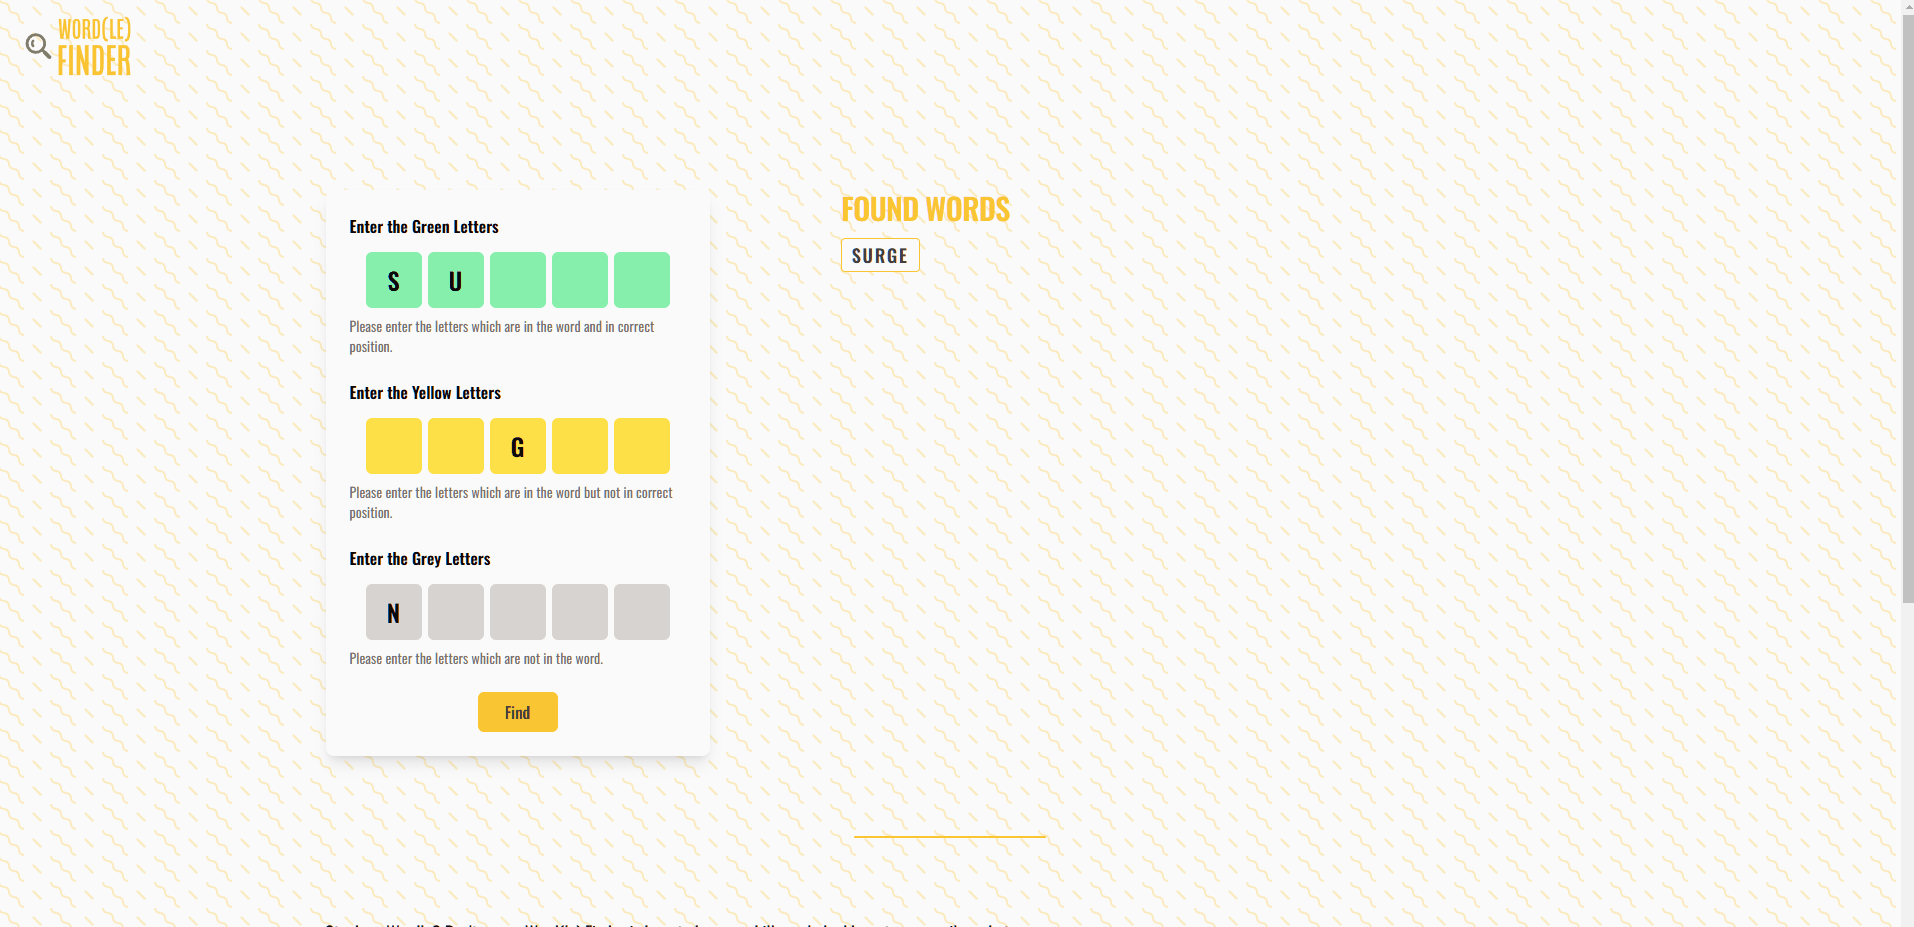 WORD(LE)
FINDER
Enter the Green Letters
S U
Please enter the letters which are in the word and in correct
position.
Enter the Yellow Letters
G
Please enter the letters which are in the word but not in correct
position.
Enter the Grey Letters
N
Please enter the letters which are not in the word.
Find
FOUND WORDS
SURGE